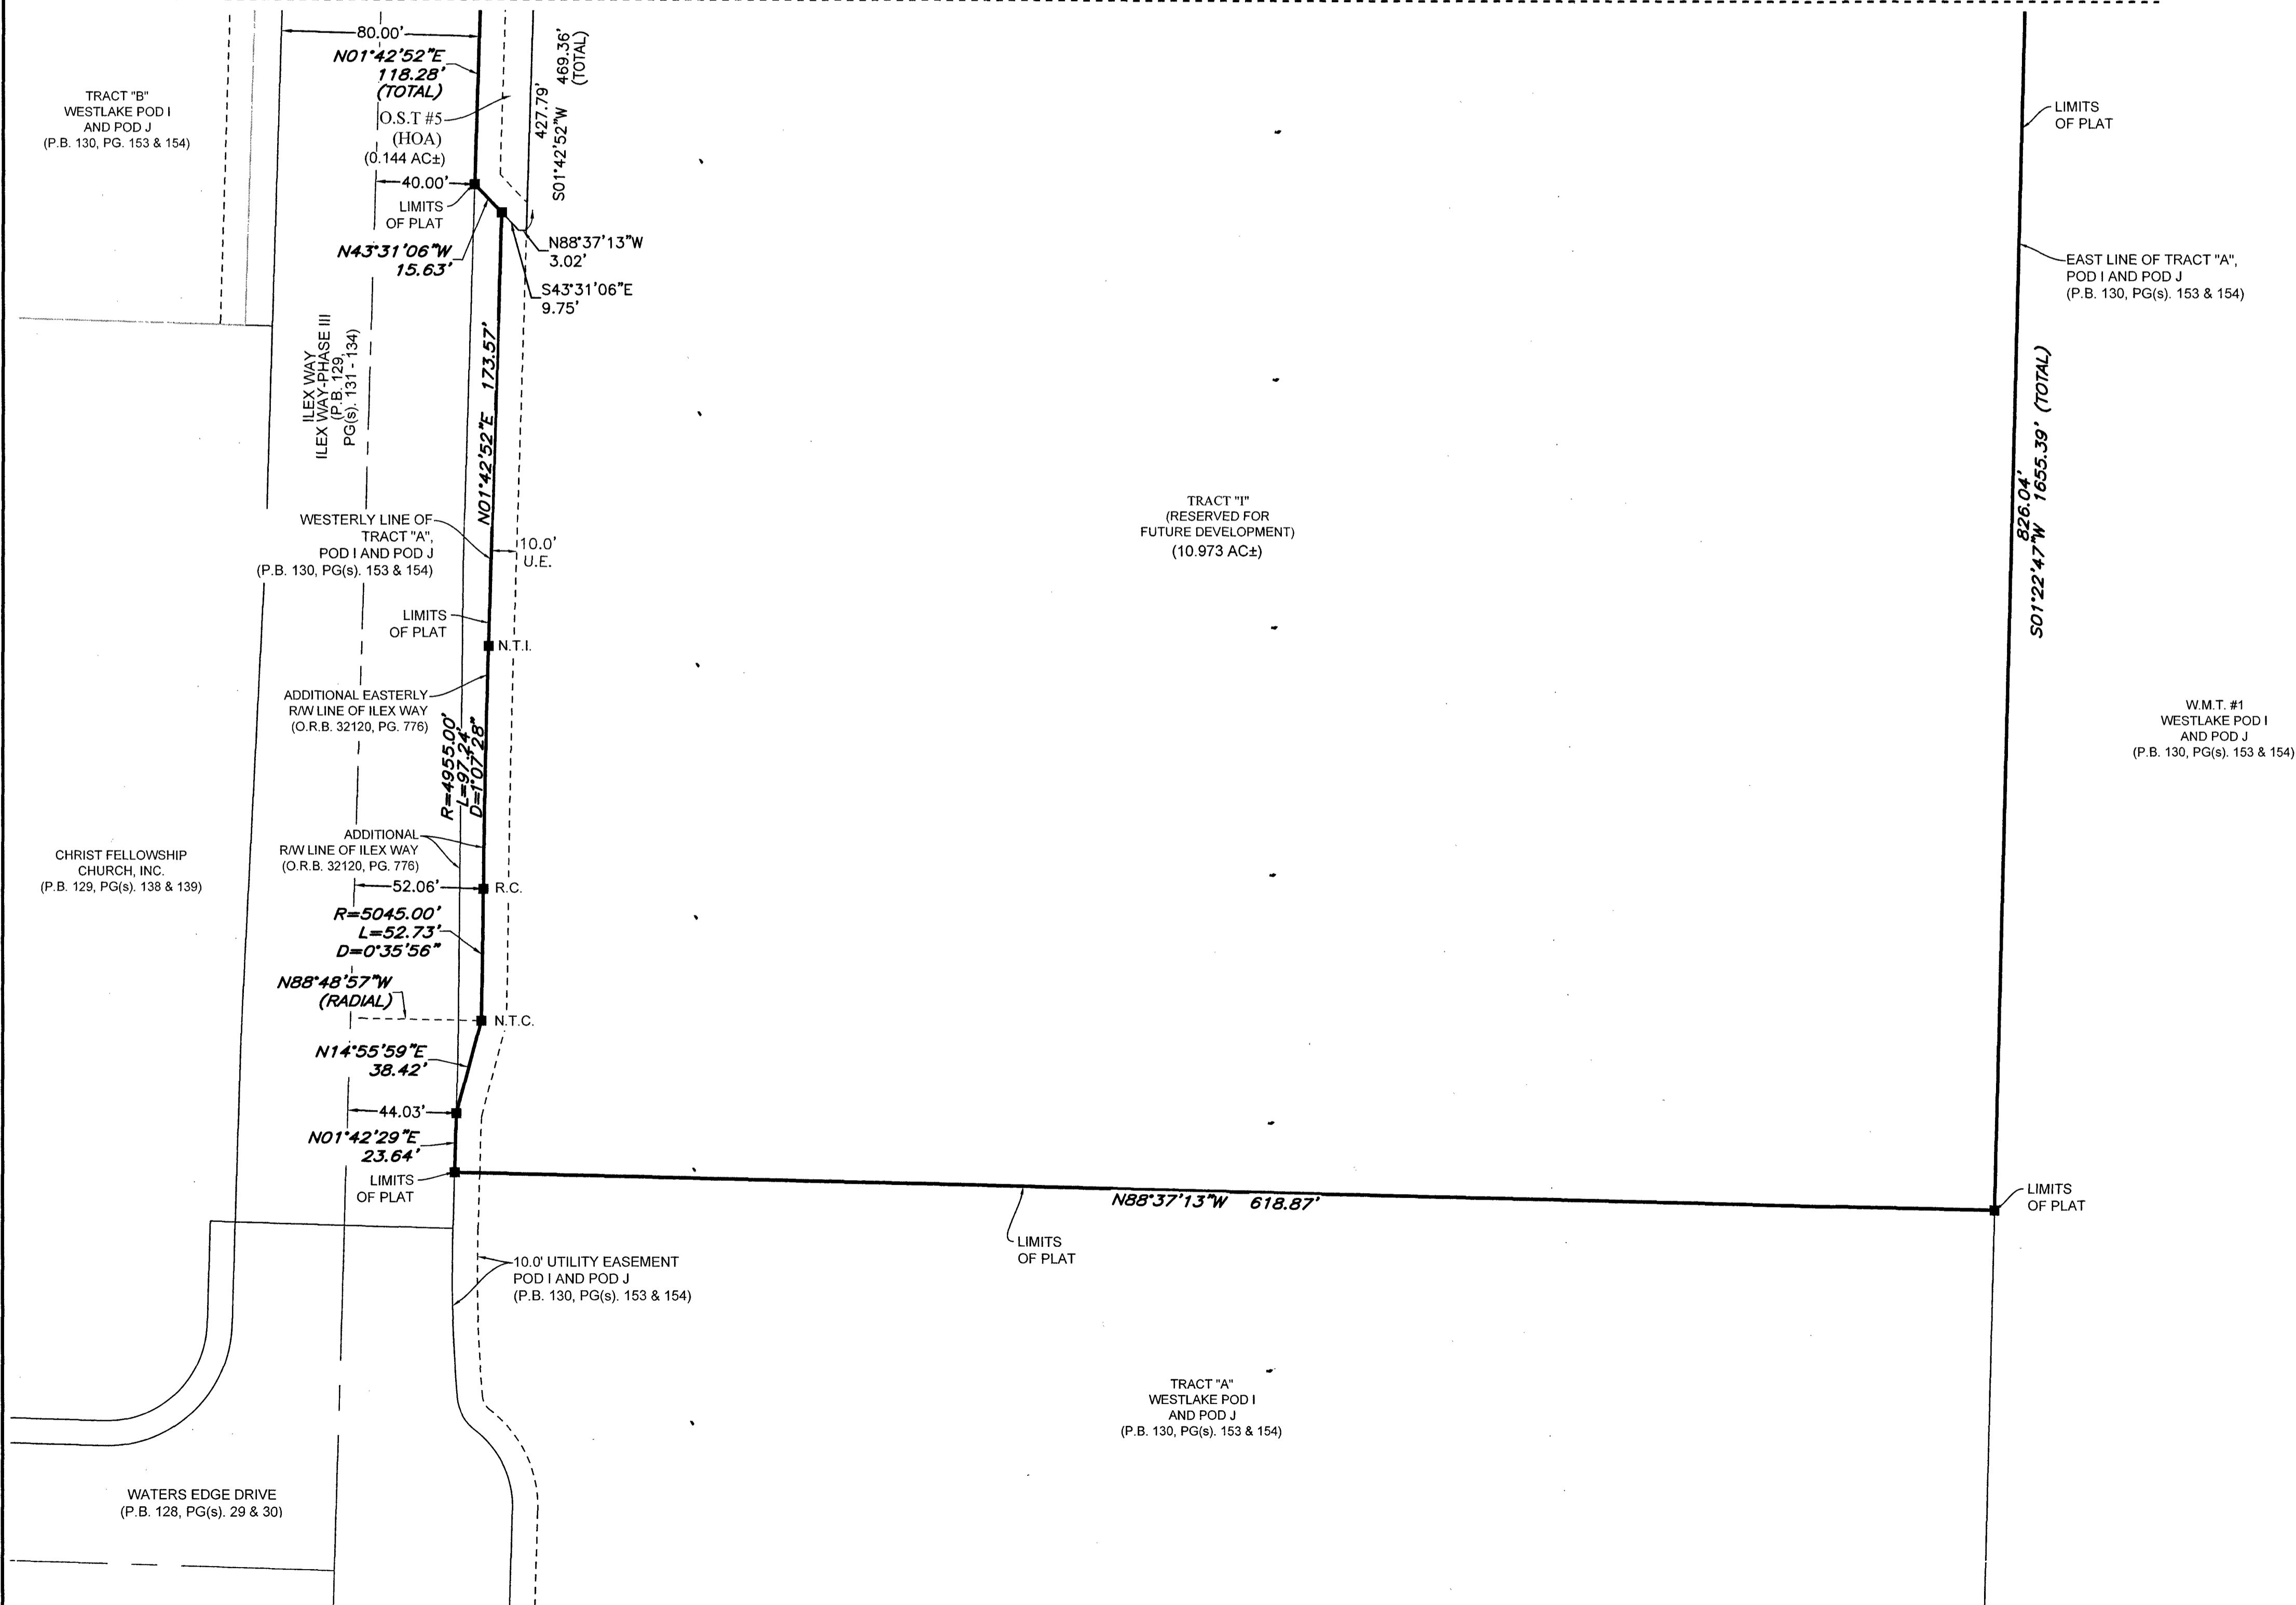 80.00'
N01°42'52"E
118.28'
(TOTAL)
O.S.T #5
(HOA)
(0.144 AC±)
40.00'
LIMITS
OF PLAT
N43°31'06"W
15.63'
427.79'
S01°42'52"W 469.36'
(TOTAL)
N88°37'13"W
3.02'
S43°31'06"E
9.75'
TRACT "B"
WESTLAKE POD I
AND POD J
(P.B. 130, PG. 153 & 154)
ILEX WAY
ILEX WAY-PHASE III
(P.B. 129,
PG(s). 131 - 134)
N01°42'52"E 173.57'
WESTERLY LINE OF
TRACT "A",
POD I AND POD J
(P.B. 130, PG(s). 153 & 154)
10.0'
U.E.
LIMITS
OF PLAT
N.T.I.
ADDITIONAL EASTERLY
R/W LINE OF ILEX WAY
(O.R.B. 32120, PG. 776)
R=4955.00'
L=97.24'
D=1°07'28"
ADDITIONAL
R/W LINE OF ILEX WAY
(O.R.B. 32120, PG. 776)
52.06'
R.C.
R=5045.00'
L=52.73'
D=0°35'56"
N88°48'57"W
(RADIAL)
N.T.C.
N14°55'59"E
38.42'
44.03'
N01°42'29"E
23.64'
LIMITS
OF PLAT
CHRIST FELLOWSHIP
CHURCH, INC.
(P.B. 129, PG(s). 138 & 139)
TRACT "I"
(RESERVED FOR
FUTURE DEVELOPMENT)
(10.973 AC±)
LIMITS
OF PLAT
EAST LINE OF TRACT "A",
POD I AND POD J
(P.B. 130, PG(s). 153 & 154)
826.04'
S01°22'47"W 1655.39' (TOTAL)
W.M.T. #1
WESTLAKE POD I
AND POD J
(P.B. 130, PG(s). 153 & 154)
N88°37'13"W 618.87'
LIMITS
OF PLAT
LIMITS
OF PLAT
10.0' UTILITY EASEMENT
POD I AND POD J
(P.B. 130, PG(s). 153 & 154)
TRACT "A"
WESTLAKE POD I
AND POD J
(P.B. 130, PG(s). 153 & 154)
WATERS EDGE DRIVE
(P.B. 128, PG(s). 29 & 30)